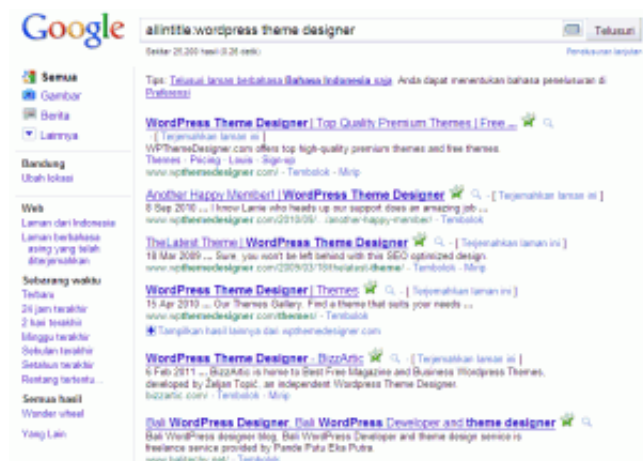 Google
allintitle:wordpress theme designer
Telusuri
Sekitar 25,200 hasil (0.26 detik)
Penelusuran lanjutan
Semua
Gambar
Berita
Lainnya
Bandung
Ubah lokasi
Web
Laman dari Indonesia
Laman berbahasa
asing yang telah
diterjemahkan
Sebarang waktu
Terbaru
24 jam terakhir
2 hari terakhir
Minggu terakhir
Sebulan terakhir
Setahun terakhir
Rentang tertentu...
Semua hasil
Wonder wheel
Yang Lain
Tips: Telusuri laman berbahasa Bahasa Indonesia saja. Anda dapat menentukan bahasa penelusuran di
Preferensi
WordPress Theme Designer | Top Quality Premium Themes | Free ...
- [ Terjemahkan laman ini ]
WPThemeDesigner.com offers top high-quality premium themes and free themes.
Themes - Pricing - Louis - Sign-up
www.wpthemedesigner.com/ - Tembolok - Mirip
Another Happy Member! | WordPress Theme Designer - [ Terjemahkan laman ini ]
8 Sep 2010 ... I know Larrie who heads up our support does an amazing job ...
www.wpthemedesigner.com/2010/09/.../another-happy-member/ - Tembolok
TheLatest Theme | WordPress Theme Designer - [ Terjemahkan laman ini ]
18 Mar 2009 ... Sure, you won't be left behind with this SEO optimized design.
www.wpthemedesigner.com/2009/03/18/thelatest-theme/ - Tembolok - Mirip
WordPress Theme Designer | Themes - [ Terjemahkan laman ini ]
15 Apr 2010 ... Our Themes Gallery. Find a theme that suits your needs ...
www.wpthemedesigner.com/themes/ - Tembolok
Tampilkan hasil lainnya dari wpthemedesigner.com
WordPress Theme Designer - BizzArtic - [ Terjemahkan laman ini ]
6 Feb 2011 ... BizzArtic is home to Best Free Magazine and Business Wordpress Themes,
developed by Željan Topić, an independent Wordpress Theme Designer.
bizzartic.com/ - Tembolok - Mirip
Bali WordPress Designer, Bali WordPress Developer and theme designer
Bali WordPress designer blog, Bali WordPress Developer and theme design service is
freelance service provided by Pande Putu Eka Putra.